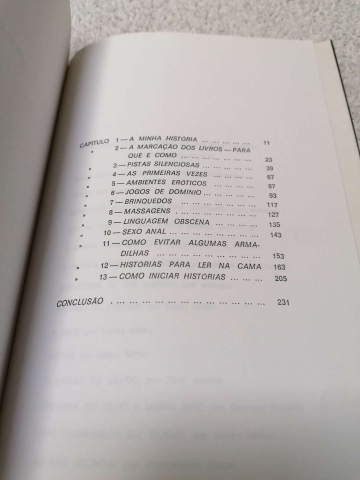 CAPÍTULO 1 — A MINHA HISTÓRIA ... ... ... ... ... ... 11
" 2 — A MARCAÇÃO DOS LIVROS — PARA
QUE E COMO ... ... ... ... ... ... ... 23
" 3 — PISTAS SILENCIOSAS ... ... ... ... ... 39
" 4 — AS PRIMEIRAS VEZES ... ... ... ... ... 57
" 5 — AMBIENTES ERÓTICOS ... ... ... ... ... 67
" 6 — JOGOS DE DOMÍNIO ... ... ... ... ... 93
" 7 — BRINQUEDOS ... ... ... ... ... ... ... 117
" 8 — MASSAGENS . ... ... ... ... ... ... ... 127
" 9 — LINGUAGEM OBSCENA ... ... ... ... ... 135
" 10 — SEXO ANAL ... ... ... ... ... ... ... 143
" 11 — COMO EVITAR ALGUMAS ARMA-
DILHAS ... ... ... ... ... ... ... ... 153
" 12 — HISTÓRIAS PARA LER NA CAMA 163
" 13 — COMO INICIAR HISTÓRIAS ... ... ... 205
CONCLUSÃO . ... ... ... ... ... ... ... ... ... ... ... 231